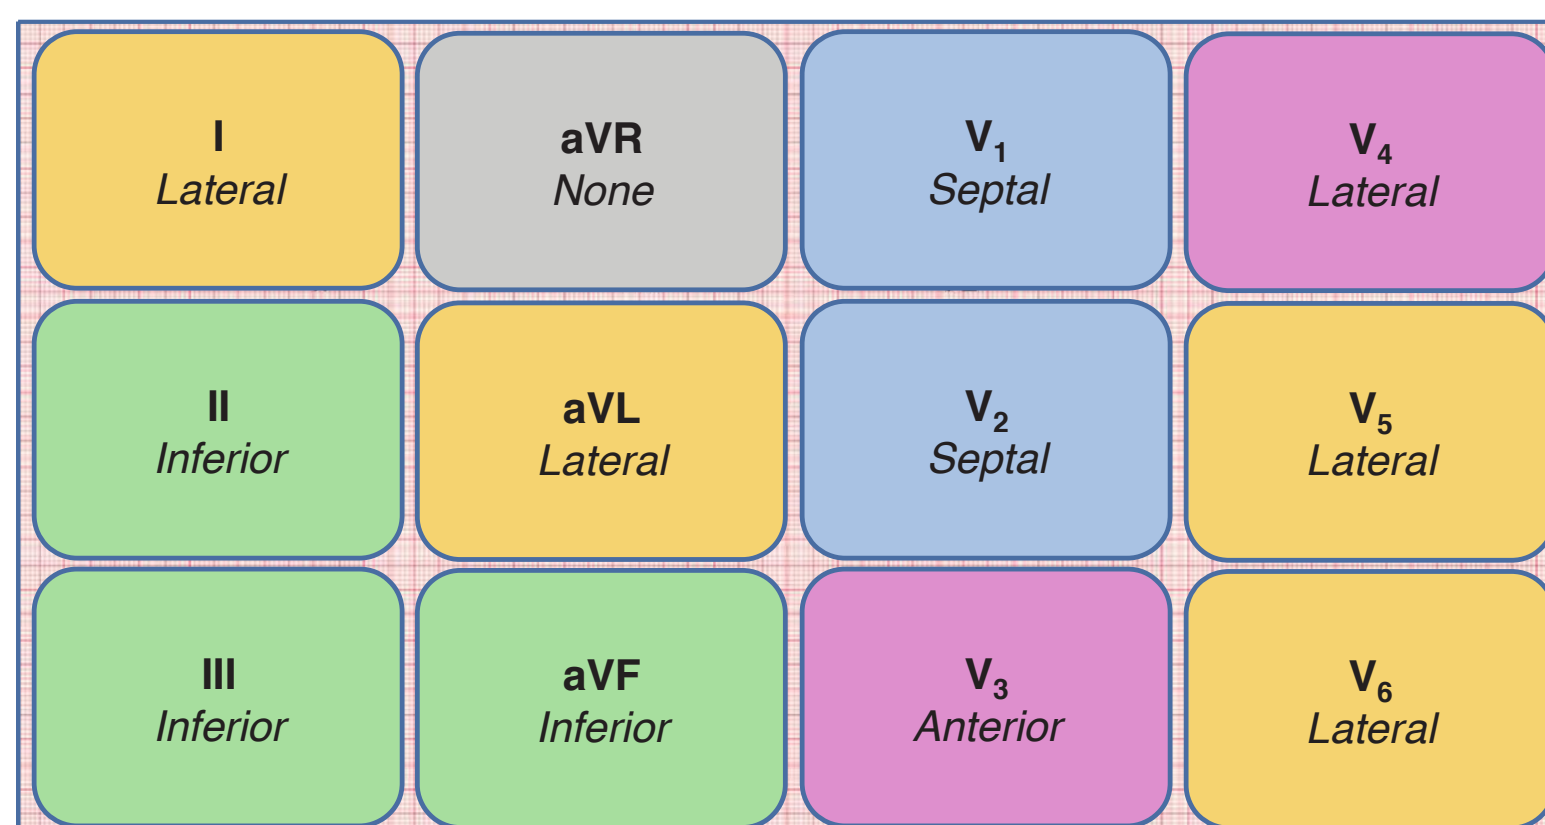 I
Lateral
aVR
None
V₁
Septal
V₄
Lateral
II
Inferior
aVL
Lateral
V₂
Septal
V₅
Lateral
III
Inferior
aVF
Inferior
V₃
Anterior
V₆
Lateral